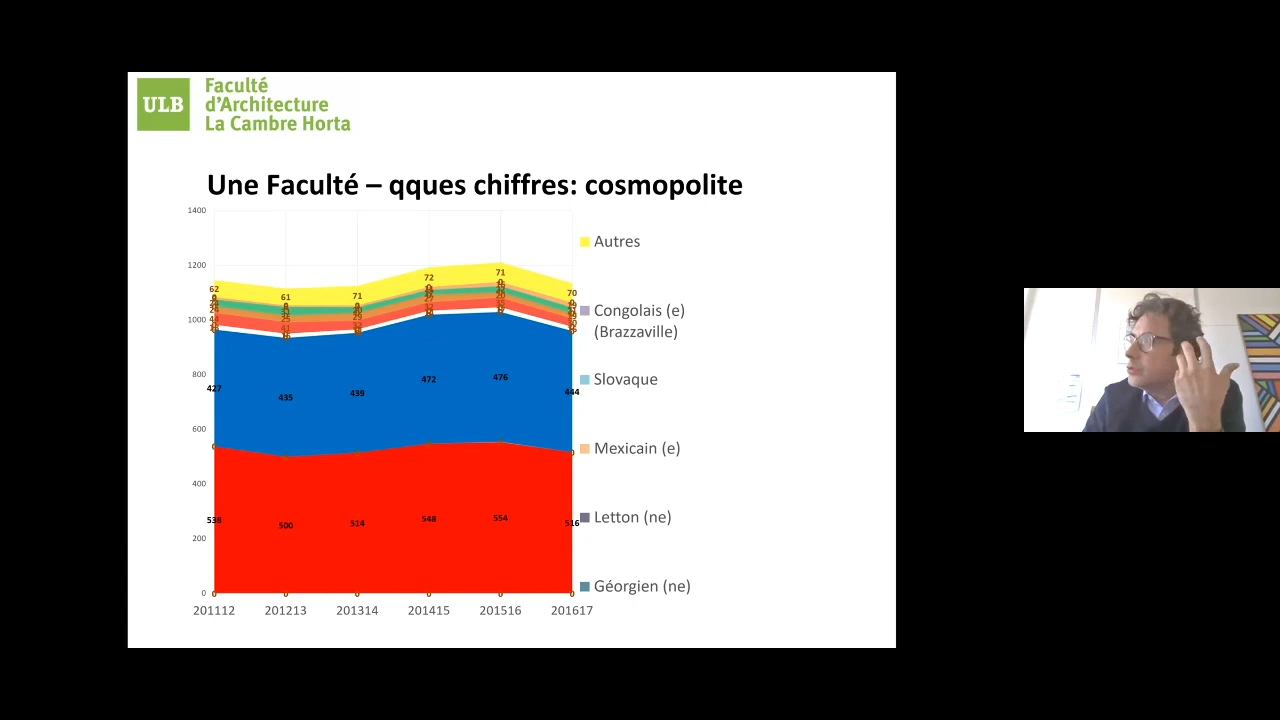 ULB
Faculté
d'Architecture
La Cambre Horta
Une Faculté – qques chiffres: cosmopolite
1400
1200
1000
800
600
400
200
0
62
61
71
72
71
70
427
435
439
472
476
444
538
500
514
548
554
516
201112 201213 201314 201415 201516 201617
Autres
Congolais (e)
(Brazzaville)
Slovaque
Mexicain (e)
Letton (ne)
Géorgien (ne)